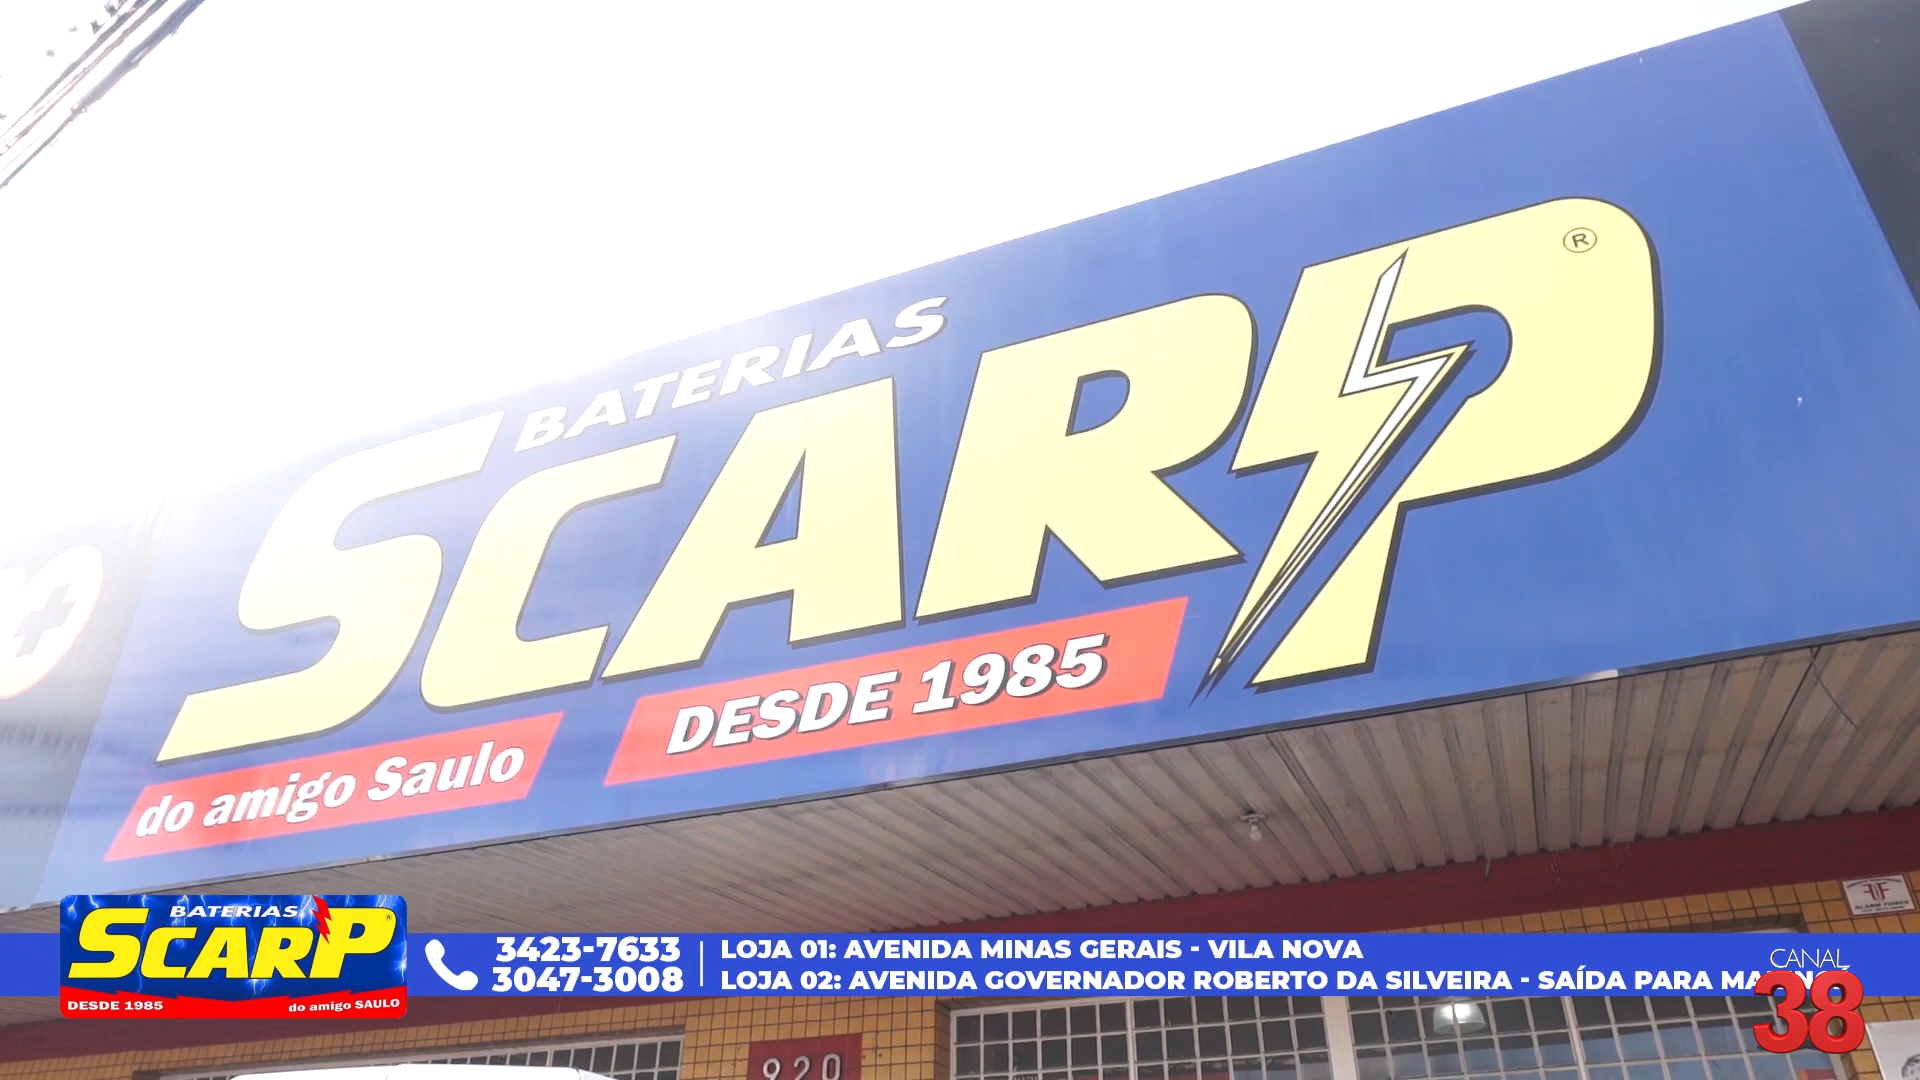 BATERIAS
SCARP
®
do amigo Saulo
DESDE 1985
BATERIAS
SCARP
®
DESDE 1985
do amigo SAULO
3423-7633
3047-3008
LOJA 01: AVENIDA MINAS GERAIS - VILA NOVA
LOJA 02: AVENIDA GOVERNADOR ROBERTO DA SILVEIRA - SAÍDA PARA
CANAL
38
920